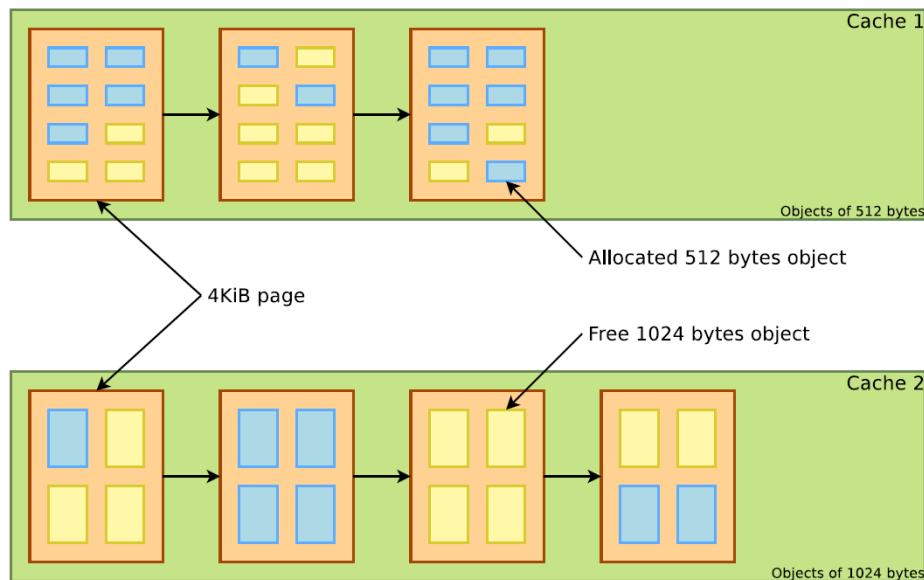 Cache 1
Objects of 512 bytes
Allocated 512 bytes object
4KiB page
Free 1024 bytes object
Cache 2
Objects of 1024 bytes